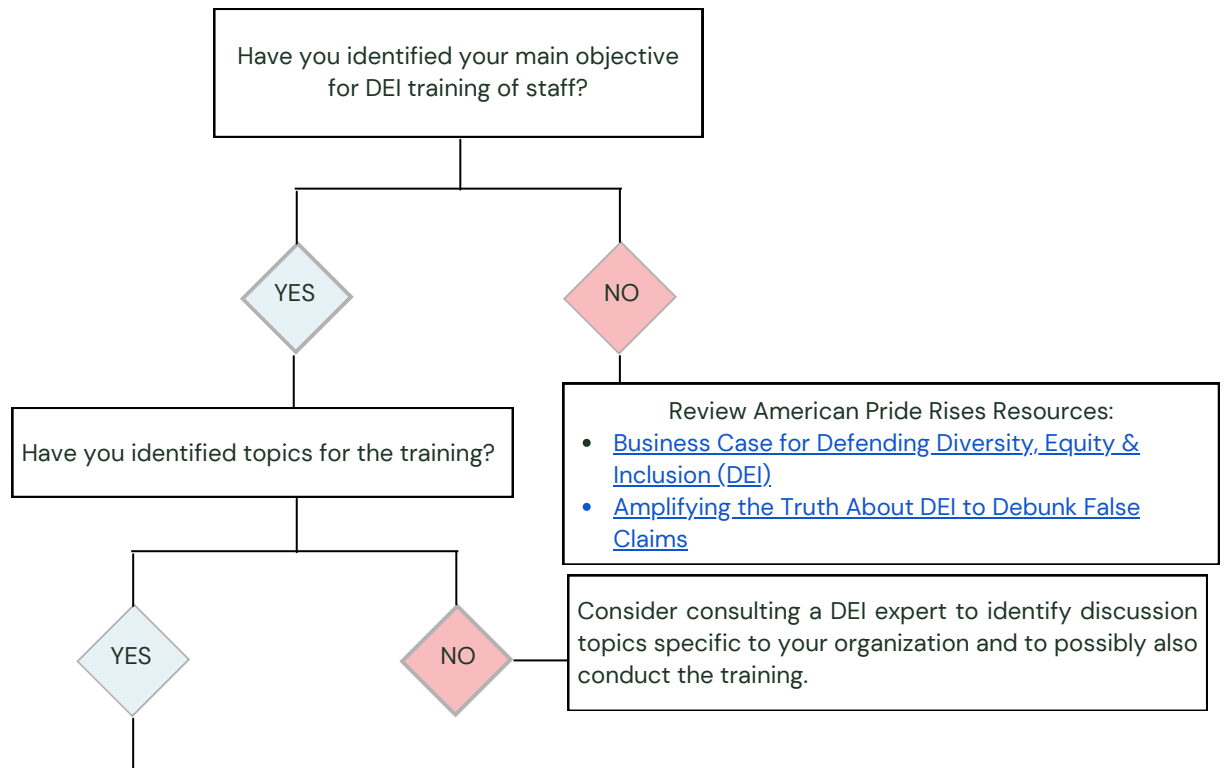 Have you identified your main objective
for DEI training of staff?
YES
NO
Review American Pride Rises Resources:
• Business Case for Defending Diversity, Equity &
Inclusion (DEI)
• Amplifying the Truth About DEI to Debunk False
Claims
Have you identified topics for the training?
YES
NO
Consider consulting a DEI expert to identify discussion
topics specific to your organization and to possibly also
conduct the training.